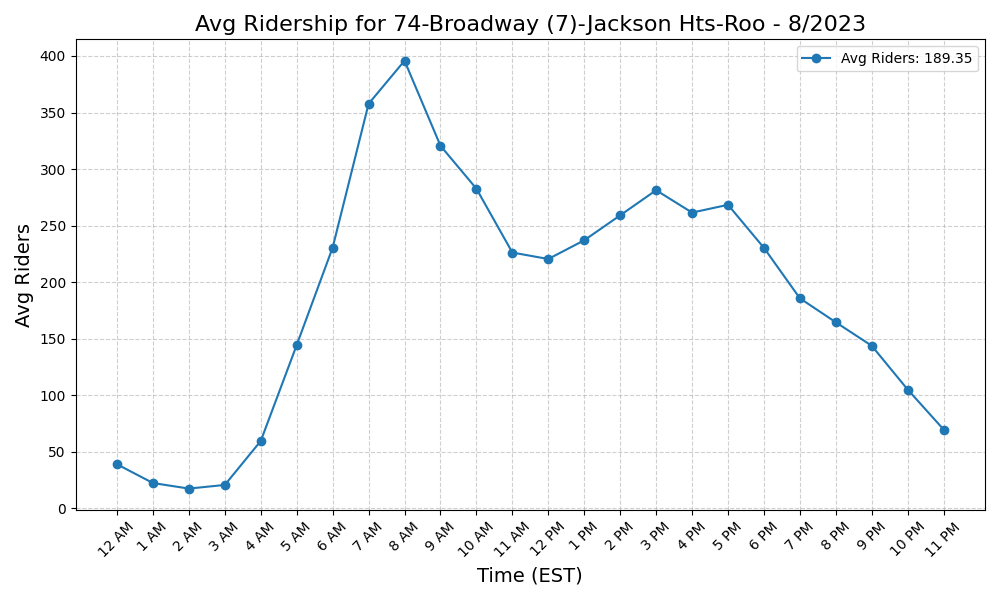 Avg Ridership for 74-Broadway (7)-Jackson Hts-Roo - 8/2023
Avg Riders: 189.35
Avg Riders
400
350
300
250
200
150
100
50
0
12 AM
1 AM
2 AM
3 AM
4 AM
5 AM
6 AM
7 AM
8 AM
9 AM
10 AM
11 AM
12 PM
1 PM
2 PM
3 PM
4 PM
5 PM
6 PM
7 PM
8 PM
9 PM
10 PM
11 PM
Time (EST)